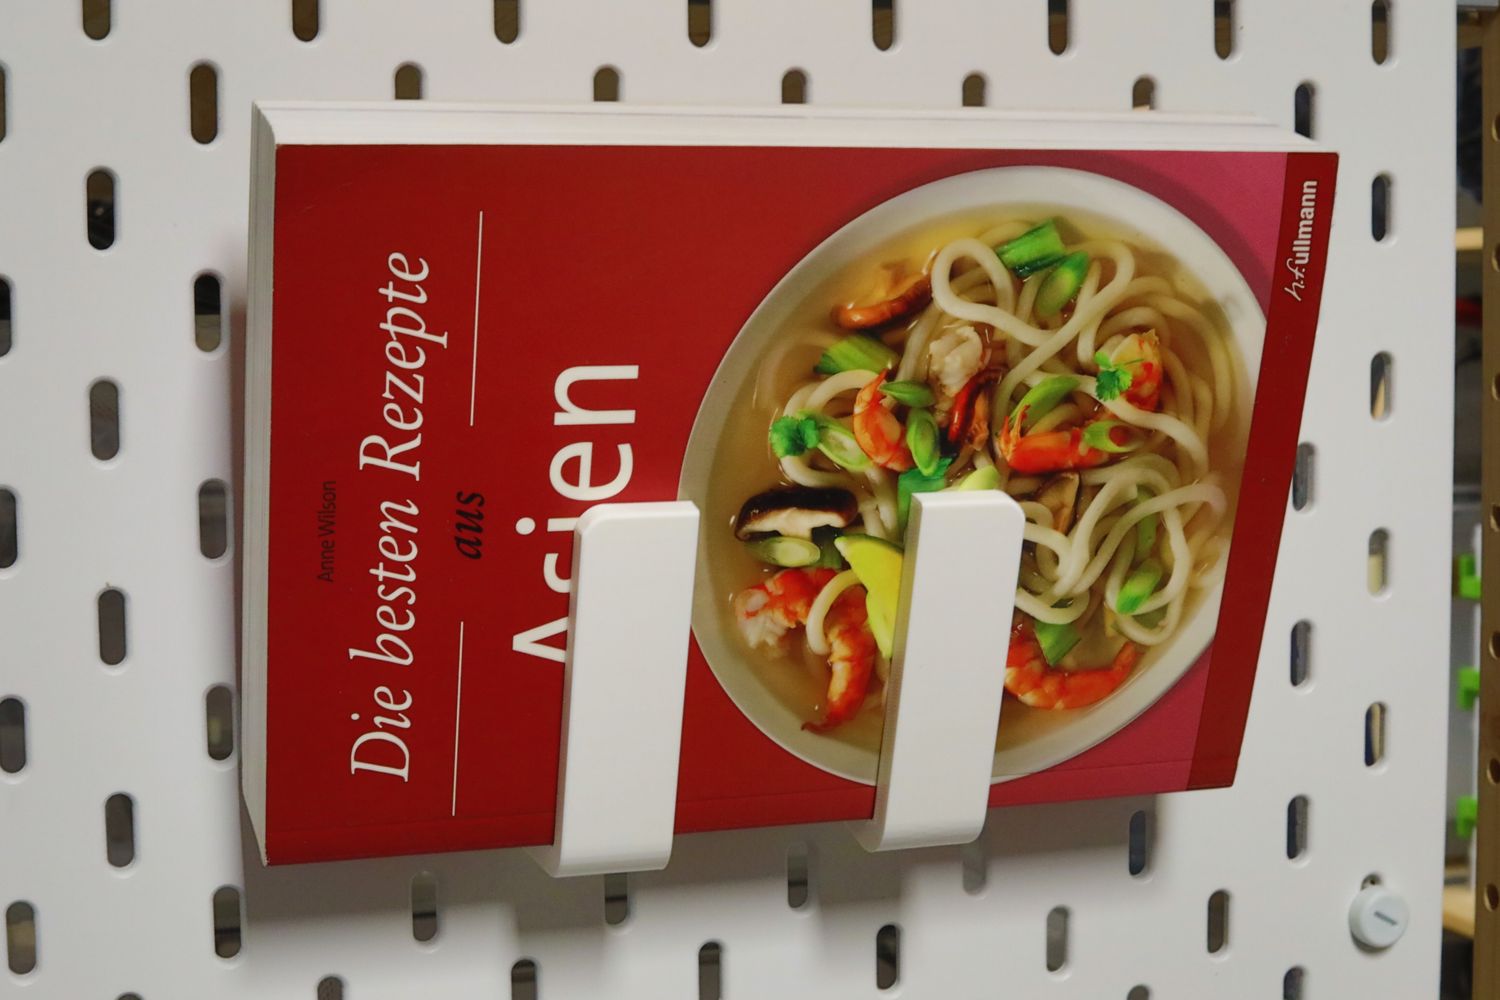 Anne Wilson
Die besten Rezepte
aus
Asien
h.f.ullmann